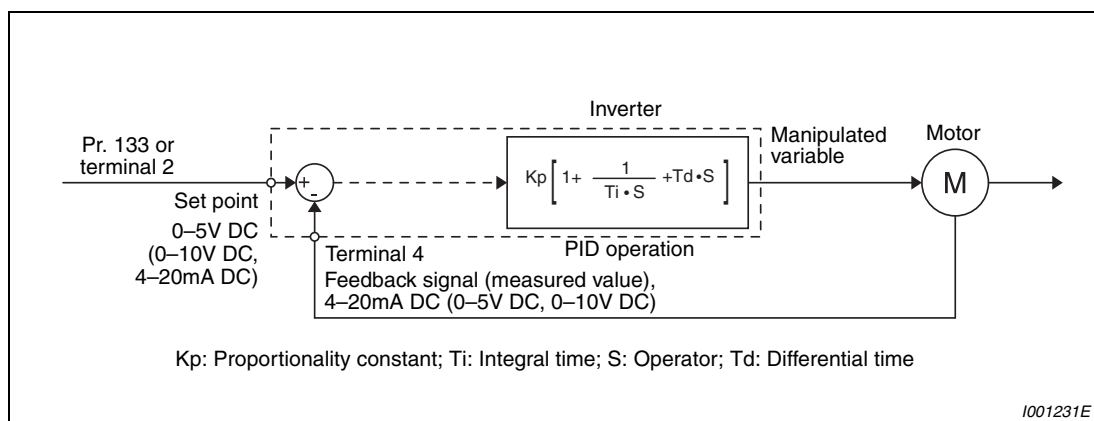 Inverter
Pr. 133 or
terminal 2
Manipulated
variable
Motor
+
-
Kp[1+ 1/Ti•S +Td•S]
M
Set point
0–5V DC
(0–10V DC,
4–20mA DC)
PID operation
Terminal 4
Feedback signal (measured value),
4–20mA DC (0–5V DC, 0–10V DC)
Kp: Proportionality constant; Ti: Integral time; S: Operator; Td: Differential time
I001231E